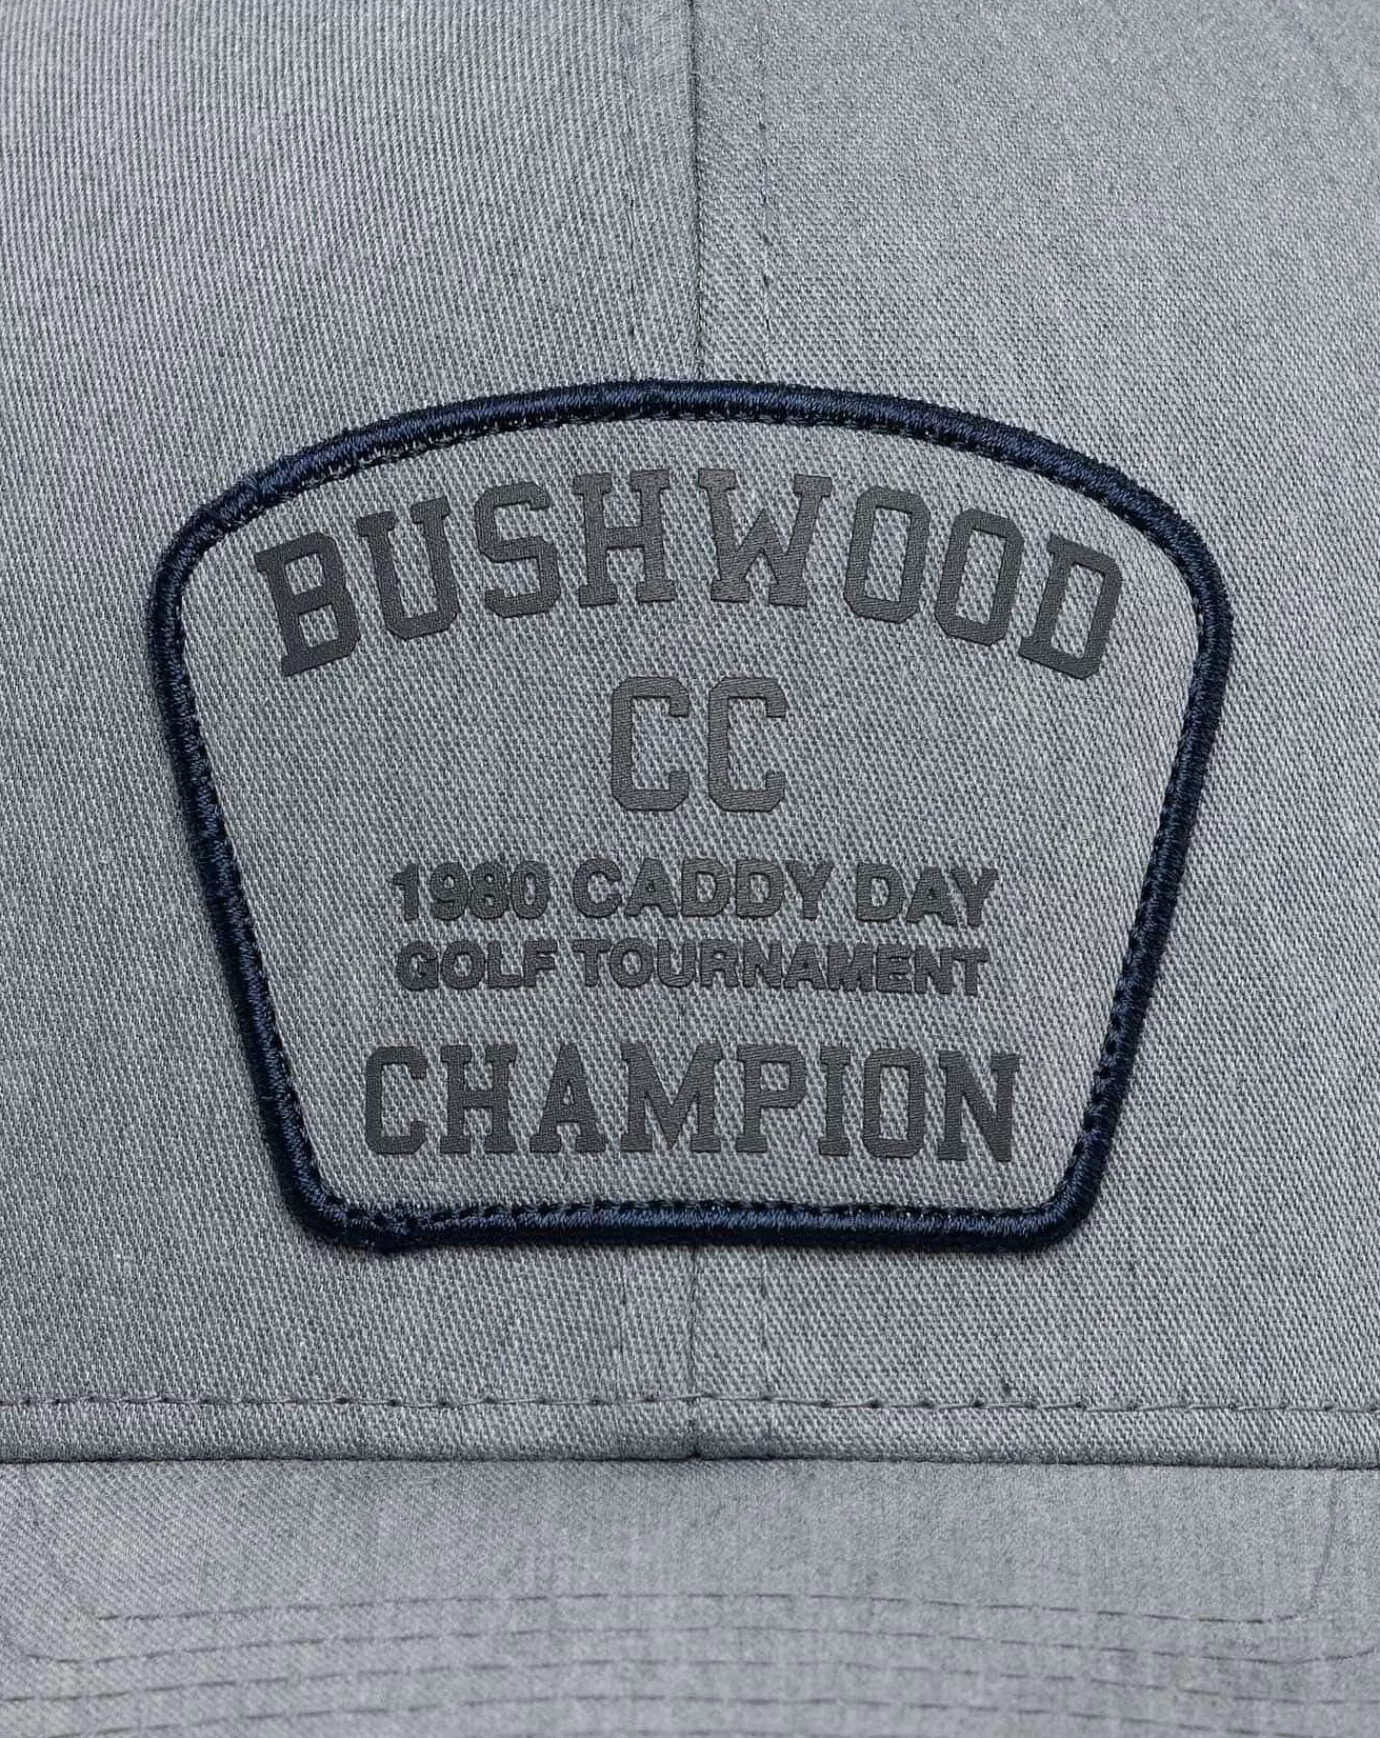 BUSHWOOD
CC
1980 CADDY DAY
GOLF TOURNAMENT
CHAMPION